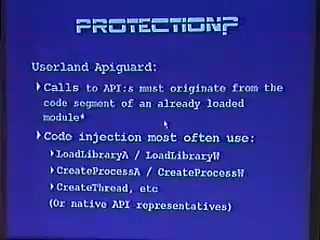 PROTECTION?
Userland Apiguard:
Calls to API:s must originate from the
code segment of an already loaded
module*
Code injection most often use:
LoadLibraryA / LoadLibraryW
CreateProcessA / CreateProcessW
CreateThread, etc
(Or native API representatives)